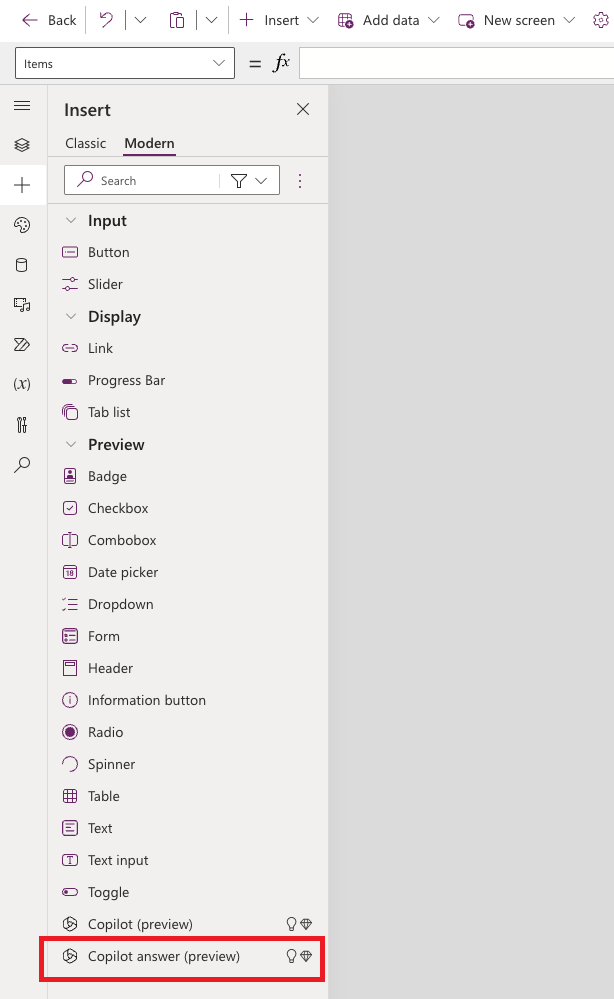 Back
Insert
Add data
New screen
Items
= fx
Insert
Classic
Modern
Search
Input
Button
Slider
Display
Link
Progress Bar
Tab list
Preview
Badge
Checkbox
Combobox
Date picker
Dropdown
Form
Header
Information button
Radio
Spinner
Table
Text
Text input
Toggle
Copilot (preview)
Copilot answer (preview)
(x)